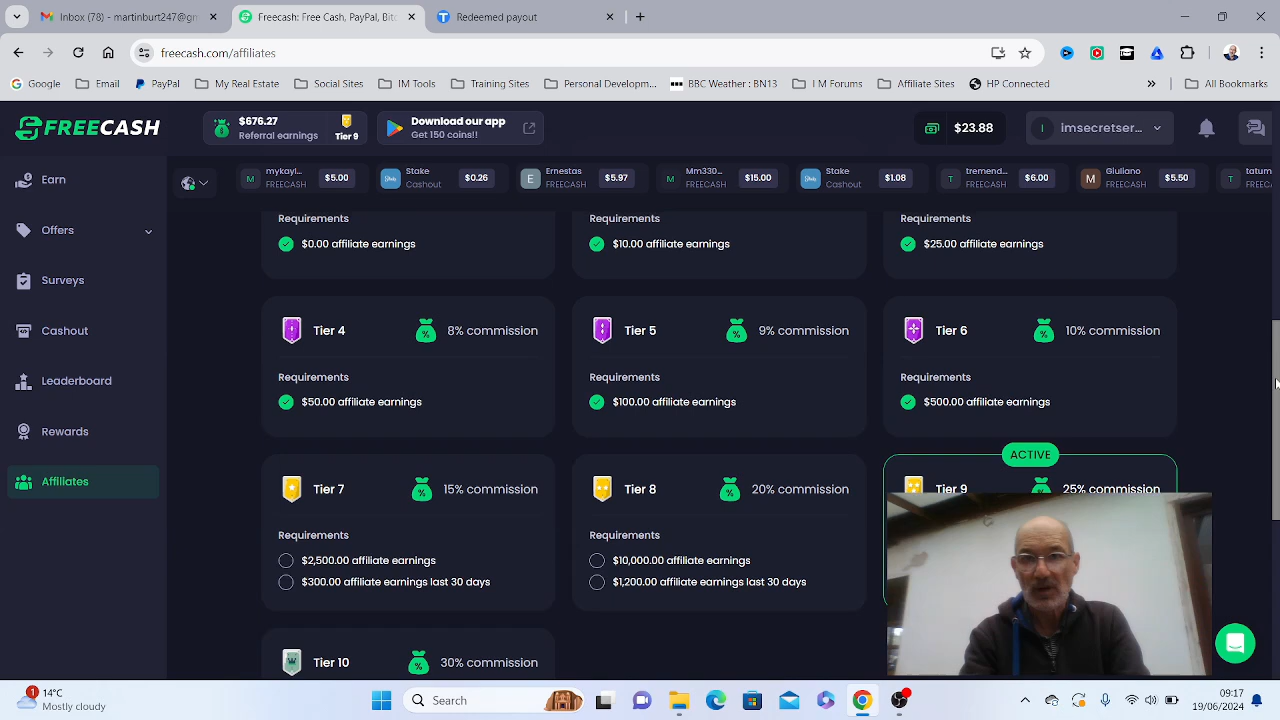 Inbox (78) - martinburt247@gm
Freecash: Free Cash, PayPal, Bitc
Redeemed payout
freecash.com/affiliates
Google
Email
PayPal
My Real Estate
Social Sites
IM Tools
Training Sites
Personal Developm...
BBC Weather : BN13
I M Forums
Affiliate Sites
HP Connected
All Bookmarks
FREECASH
$676.27
Referral earnings
Tier 9
Download our app
Get 150 coins!!
$23.88
imsecretser...
mykayl...
FREECASH
$5.00
Stake
Cashout
$0.26
Ernestas
FREECASH
$5.97
Mm330...
FREECASH
$15.00
Stake
Cashout
$1.08
tremend...
FREECASH
$6.00
Giuliano
FREECASH
$5.50
tatum
FREECA
Earn
Offers
Surveys
Cashout
Leaderboard
Rewards
Affiliates
Requirements
$0.00 affiliate earnings
Requirements
$10.00 affiliate earnings
Requirements
$25.00 affiliate earnings
Tier 4
8% commission
Requirements
$50.00 affiliate earnings
Tier 5
9% commission
Requirements
$100.00 affiliate earnings
Tier 6
10% commission
Requirements
$500.00 affiliate earnings
Tier 7
15% commission
Requirements
$2,500.00 affiliate earnings
$300.00 affiliate earnings last 30 days
Tier 8
20% commission
Requirements
$10,000.00 affiliate earnings
$1,200.00 affiliate earnings last 30 days
ACTIVE
Tier 9
25% commission
Tier 10
commission
14°C
Mostly cloudy
Search
09:17
19/06/2024